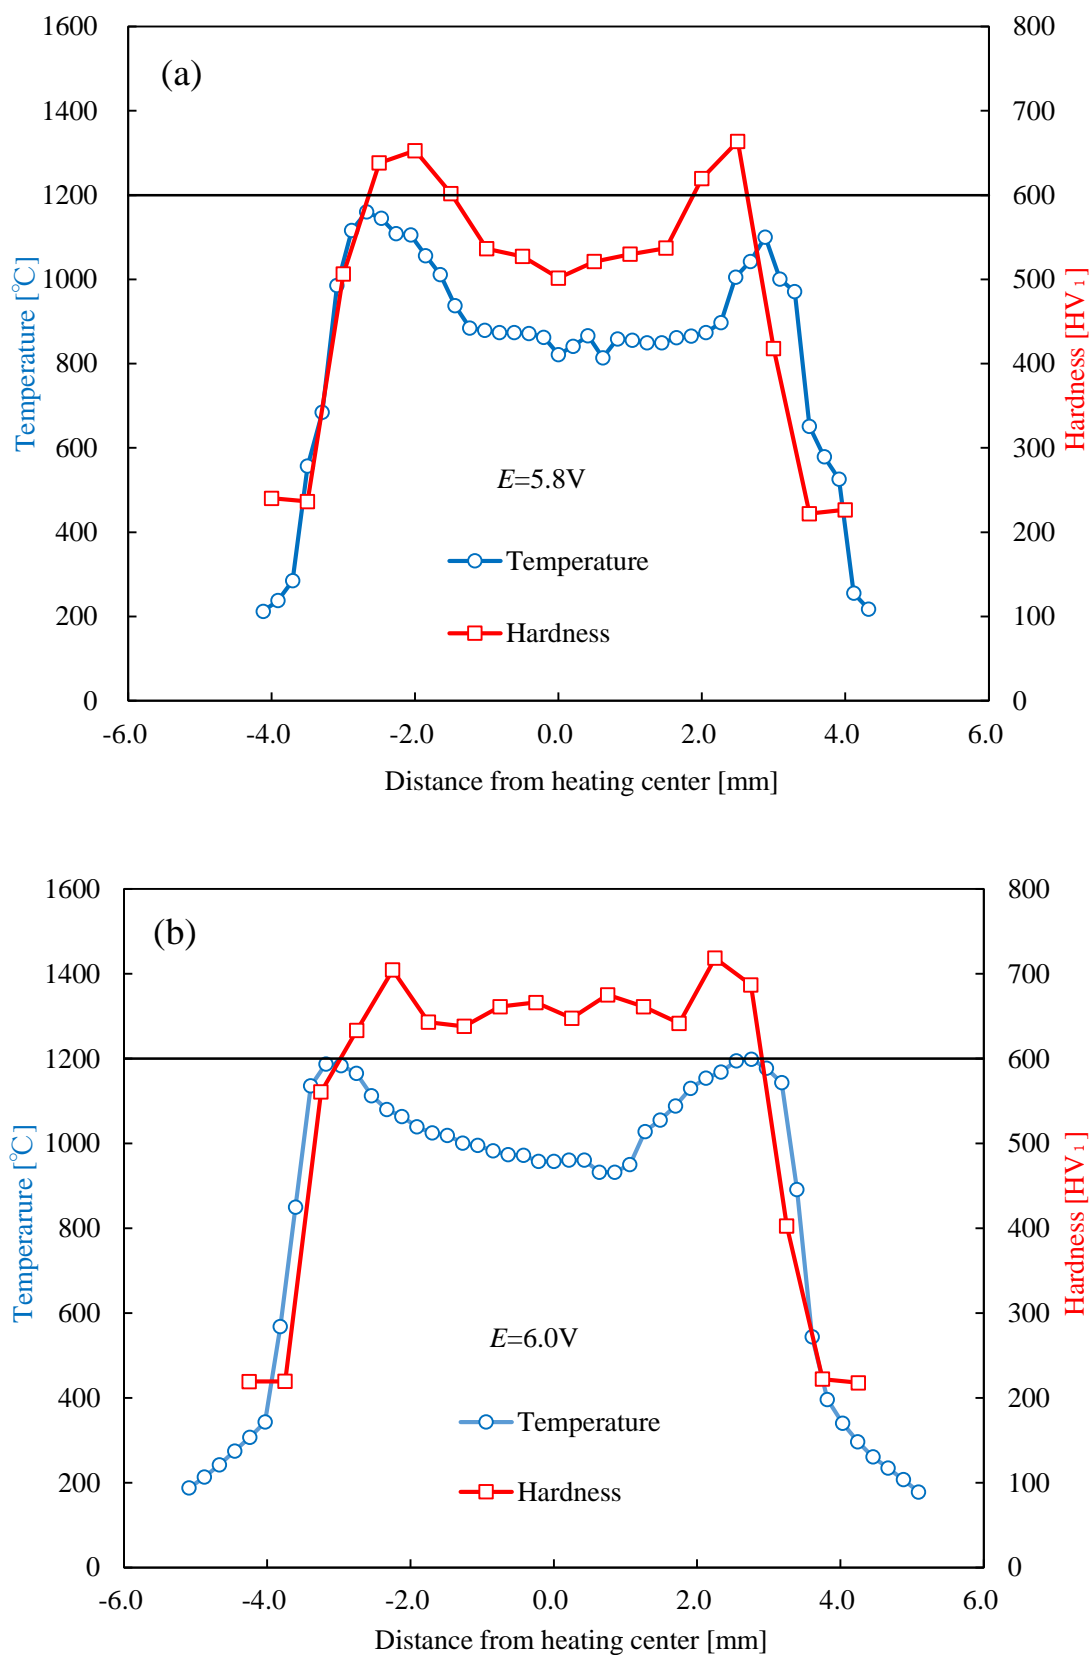 1600
1400
1200
1000
800
600
400
200
0
800
700
600
500
400
300
200
100
0
(a)
Temperature [℃]
Hardness [HV₁]
E=5.8V
Temperature
Hardness
-6.0 -4.0 -2.0 0.0 2.0 4.0 6.0
Distance from heating center [mm]
1600
1400
1200
1000
800
600
400
200
0
800
700
600
500
400
300
200
100
0
(b)
Temperarure [℃]
Hardness [HV₁]
E=6.0V
Temperature
Hardness
-6.0 -4.0 -2.0 0.0 2.0 4.0 6.0
Distance from heating center [mm]